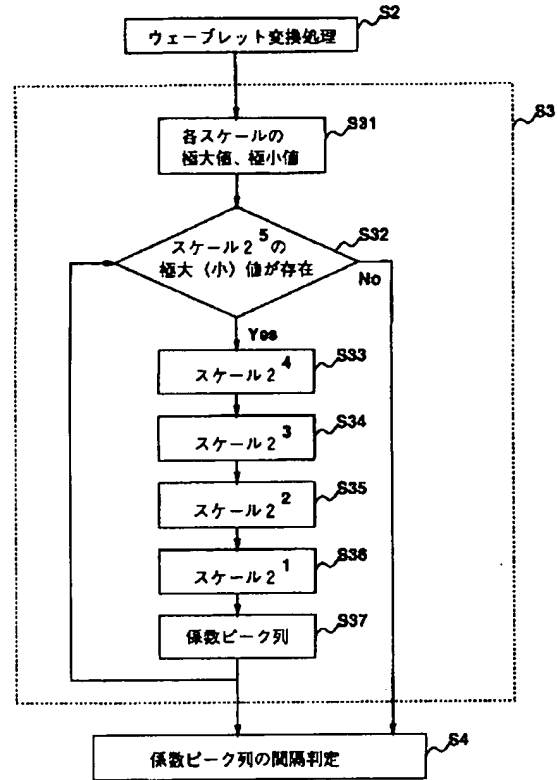 S2
ウェーブレット変換処理
S3
S31
各スケールの
極大値、極小値
S32
スケール2⁵の
極大(小)値が存在
No
Yes
S33
スケール2⁴
S34
スケール2³
S35
スケール2²
S36
スケール2¹
S37
係数ピーク列
S4
係数ピーク列の間隔判定